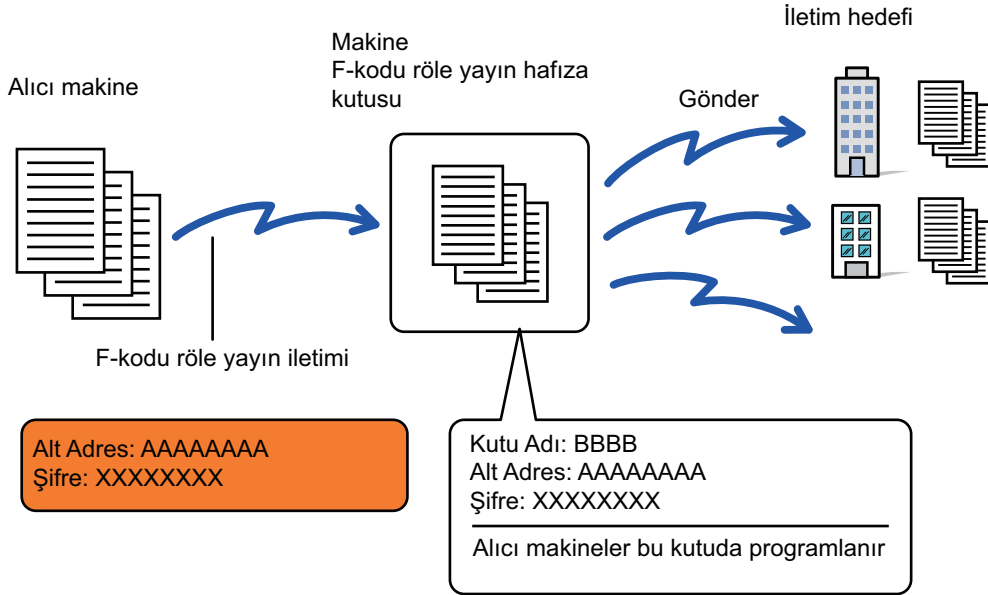 İletim hedefi
Makine
F-kodu röle yayın hafıza
kutusu
Alıcı makine
Gönder
F-kodu röle yayın iletimi
Alt Adres: AAAAAAAA
Şifre: XXXXXXXX
Kutu Adı: BBBB
Alt Adres: AAAAAAAA
Şifre: XXXXXXXX
Alıcı makineler bu kutuda programlanır